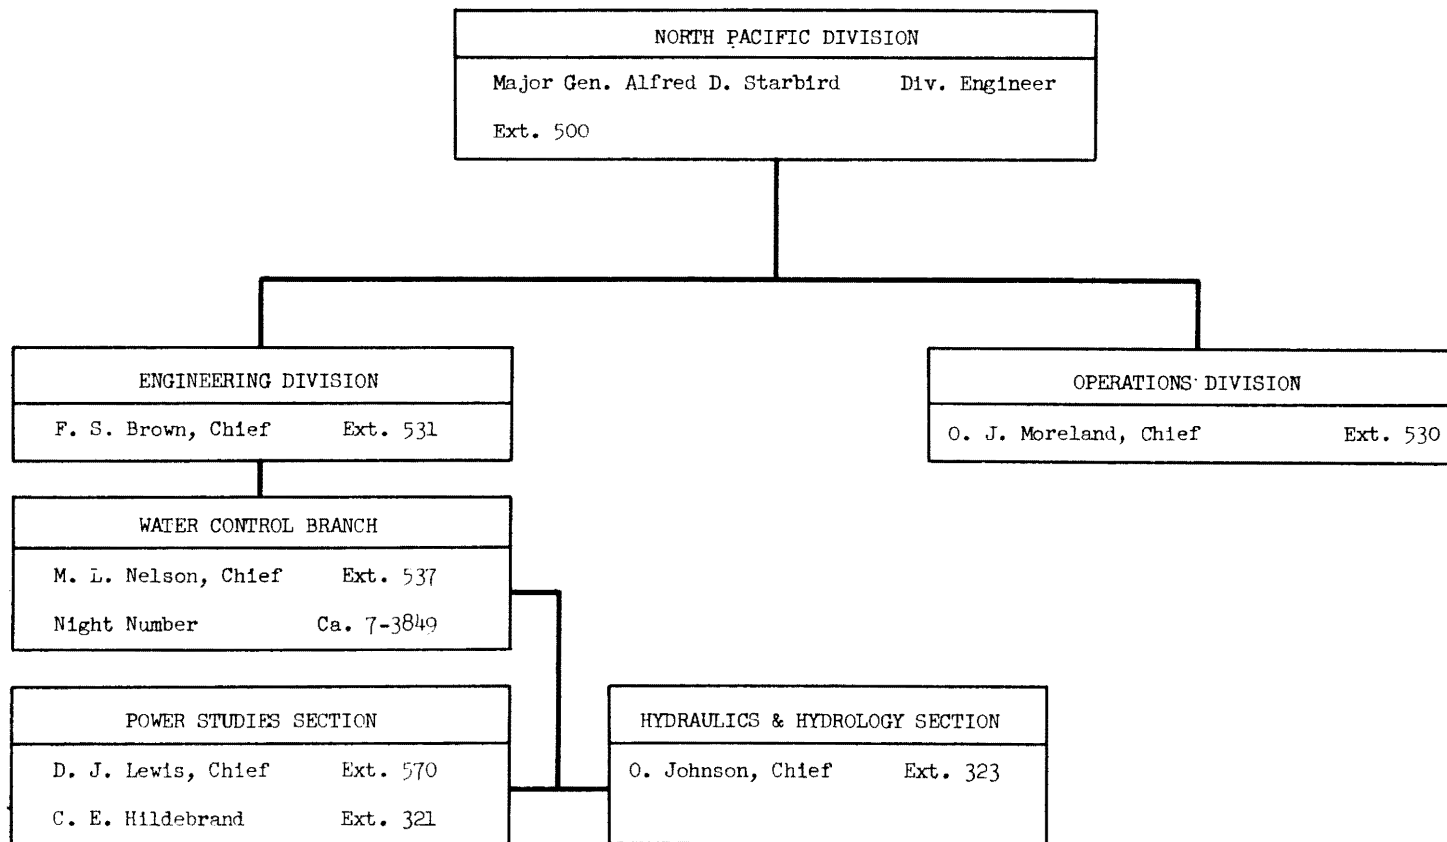 NORTH PACIFIC DIVISION
Major Gen. Alfred D. Starbird Div. Engineer
Ext. 500
ENGINEERING DIVISION
F. S. Brown, Chief Ext. 531
OPERATIONS DIVISION
O. J. Moreland, Chief Ext. 530
WATER CONTROL BRANCH
M. L. Nelson, Chief Ext. 537
Night Number Ca. 7-3849
POWER STUDIES SECTION
D. J. Lewis, Chief Ext. 570
C. E. Hildebrand Ext. 321
HYDRAULICS & HYDROLOGY SECTION
O. Johnson, Chief Ext. 323